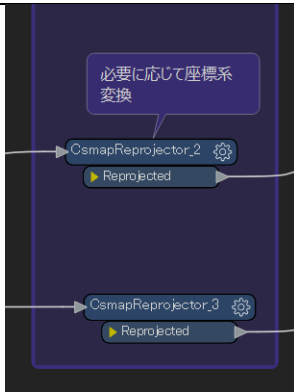 必要に応じて座標系
変換
CsmapReprojector_2
Reprojected
CsmapReprojector_3
Reprojected